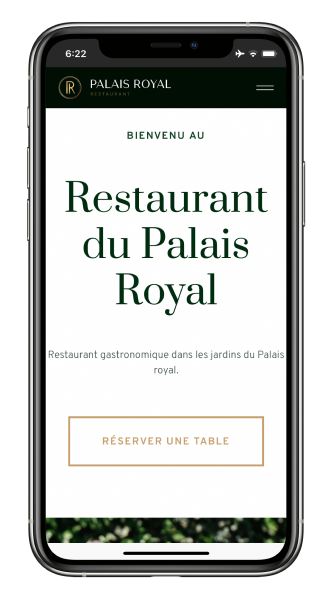 6:22
PALAIS ROYAL
RESTAURANT
BIENVENU AU
Restaurant
du Palais
Royal
Restaurant gastronomique dans les jardins du Palais
royal.
RÉSERVER UNE TABLE